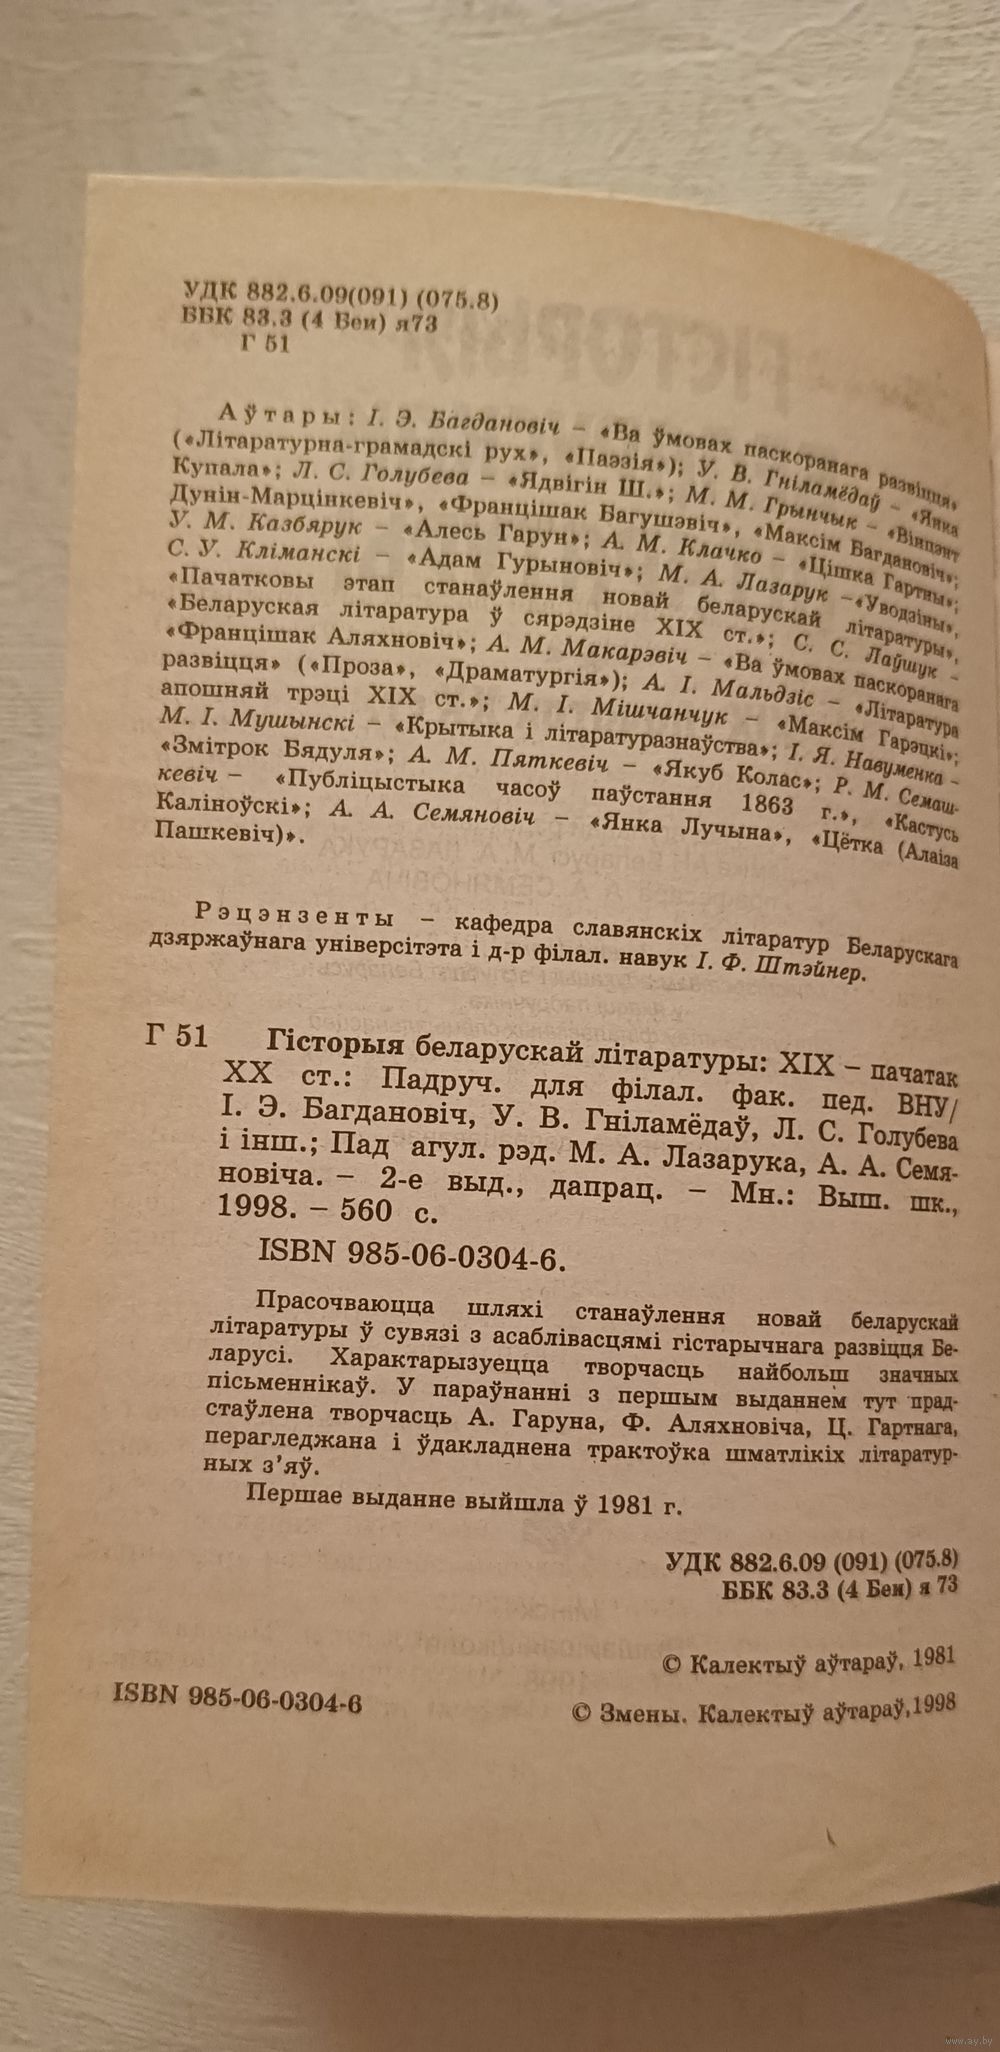 УДК 882.6.09(091) (075.8)
ББК 83.3 (4 Беи) я73
Г 51
Аўтары: І. Э. Багдановіч – «Ва ўмовах паскоранага развіцця»
(«Літаратурна-грамадскі рух», «Паэзія»); У. В. Гніламёдаў – «Янка
Купала»; Л. С. Голубева – «Ядвігін Ш.»; М. М. Грынчык – «Вінцэнт
Дунін-Марцінкевіч», «Францішак Багушэвіч», «Максім Багдановіч»;
У. М. Казбярук – «Алесь Гарун»; А. М. Клачко – «Цішка Гартны»;
С. У. Кліманскі – «Адам Гурыновіч»; М. А. Лазарук –«Уводзіны»,
«Пачатковы этап станаўлення новай беларускай літаратуры»,
«Беларуская літаратура ў сярэдзіне XIX ст.»; С. С. Лаўшук –
«Францішак Аляхновіч»; А. М. Макарэвіч – «Ва ўмовах паскоранага
развіцця» («Проза», «Драматургія»); А. І. Мальдзіс – «Літаратура
апошняй трэці XIX ст.»; М. І. Мішчанчук – «Максім Гарэцкі»;
М. І. Мушынскі – «Крытыка і літаратуразнаўства»; І. Я. Навуменка –
«Змітрок Бядуля»; А. М. Пяткевіч – «Якуб Колас»; Р. М. Семаш-
кевіч – «Публіцыстыка часоў паўстання 1863 г.», «Кастусь
Каліноўскі»; А. А. Семяновіч – «Янка Лучына», «Цётка (Алаіза
Пашкевіч)».
Рэцэнзенты – кафедра славянскіх літаратур Беларускага
дзяржаўнага універсітэта і д-р філал. навук І. Ф. Штэйнер.
Г 51 Гісторыя беларускай літаратуры: XIX – пачатак
XX ст.: Падруч. для філал. фак. пед. ВНУ/
І. Э. Багдановіч, У. В. Гніламёдаў, Л. С. Голубева
і інш.; Пад агул. рэд. М. А. Лазарука, А. А. Семя-
новіча. – 2-е выд., дапрац. – Мн.: Выш. шк.,
1998. – 560 с.
ISBN 985-06-0304-6.
Прасочваюцца шляхі станаўлення новай беларускай
літаратуры ў сувязі з асаблівасцямі гістарычнага развіцця Бе-
ларусі. Характарызуецца творчасць найбольш значных
пісьменнікаў. У параўнанні з першым выданнем тут прад-
стаўлена творчасць А. Гаруна, Ф. Аляхновіча, Ц. Гартнага,
перагледжана і ўдакладнена трактоўка шматлікіх літаратур-
ных з'яў.
Першае выданне выйшла ў 1981 г.
УДК 882.6.09 (091) (075.8)
ББК 83.3 (4 Беи) я 73
© Калектыў аўтараў, 1981
ISBN 985-06-0304-6
© Змены. Калектыў аўтараў,1998
www.ay.by